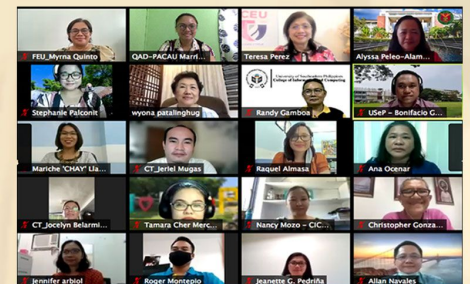 CEU
FEU_Myrna Quinto
QAD-PACAU Marri...
Teresa Perez
Alyssa Peleo-Alam...
University of Southeastern Philippines
College of Information and Computing
Stephanie Palconit
wyona patalinghug
Randy Gamboa
USeP - Bonifacio G...
Mariche 'CHAY' Lla...
CT_Jeriel Mugas
Raquel Almasa
Ana Ocenar
CT_Jocelyn Belarmi...
Tamara Cher Merc...
Nancy Mozo - CIC...
Christopher Gonza...
Jennifer arbiol
Roger Montepio
Jeanette G. Pedriña
Allan Navales